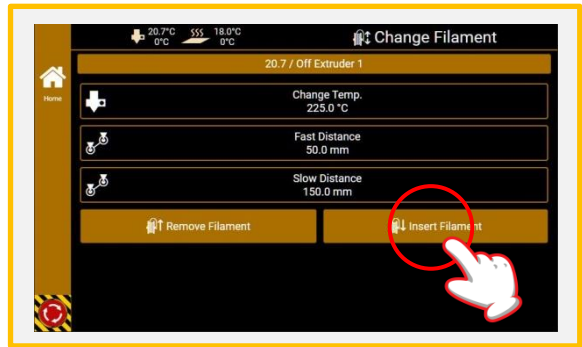 20.7°C
0°C
18.0°C
0°C
Change Filament
20.7 / Off Extruder 1
Home
Change Temp.
225.0 °C
Fast Distance
50.0 mm
Slow Distance
150.0 mm
Remove Filament
Insert Filament